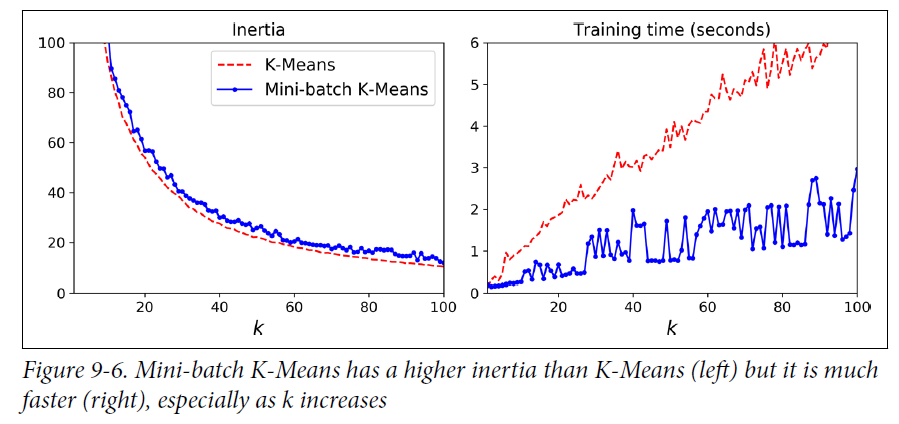 Inertia
100
80
60
40
20
0
K-Means
Mini-batch K-Means
20 40 60 80 100
k
Training time (seconds)
6
5
4
3
2
1
0
20 40 60 80 100
k
Figure 9-6. Mini-batch K-Means has a higher inertia than K-Means (left) but it is much
faster (right), especially as k increases